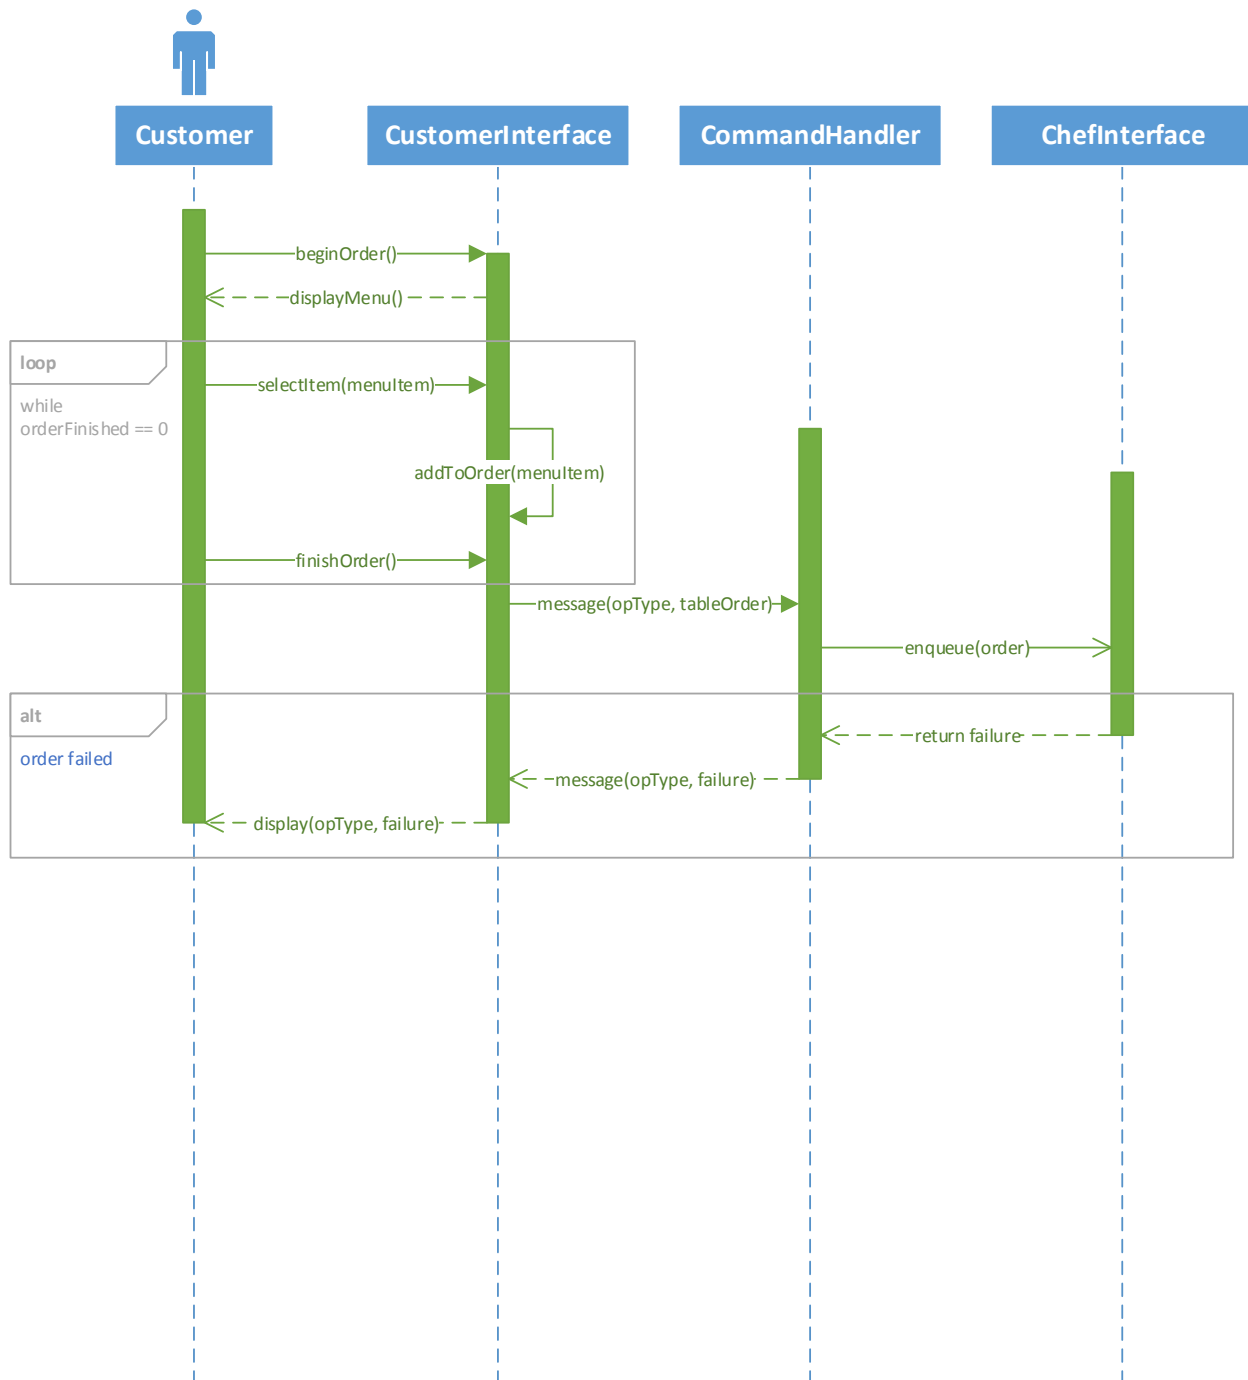 Customer
CustomerInterface
CommandHandler
ChefInterface
beginOrder()
displayMenu()
loop
selectItem(menuItem)
while
orderFinished == 0
addToOrder(menuItem)
finishOrder()
message(opType, tableOrder)
enqueue(order)
alt
return failure
order failed
message(opType, failure)
display(opType, failure)